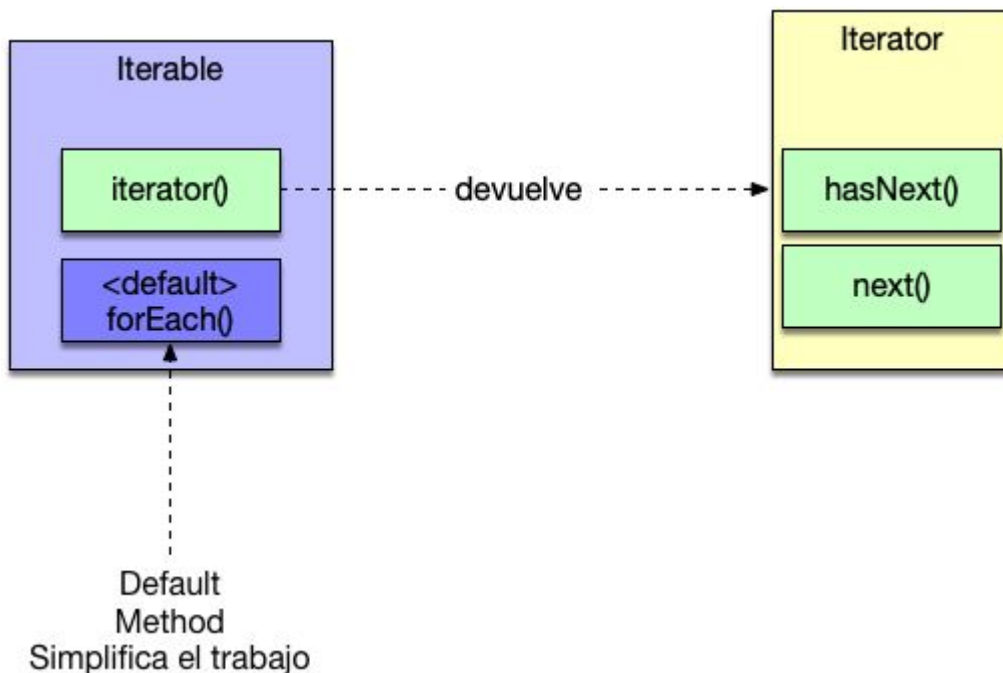 Iterable
iterator()
<default>
forEach()
devuelve
Iterator
hasNext()
next()
Default
Method
Simplifica el trabajo